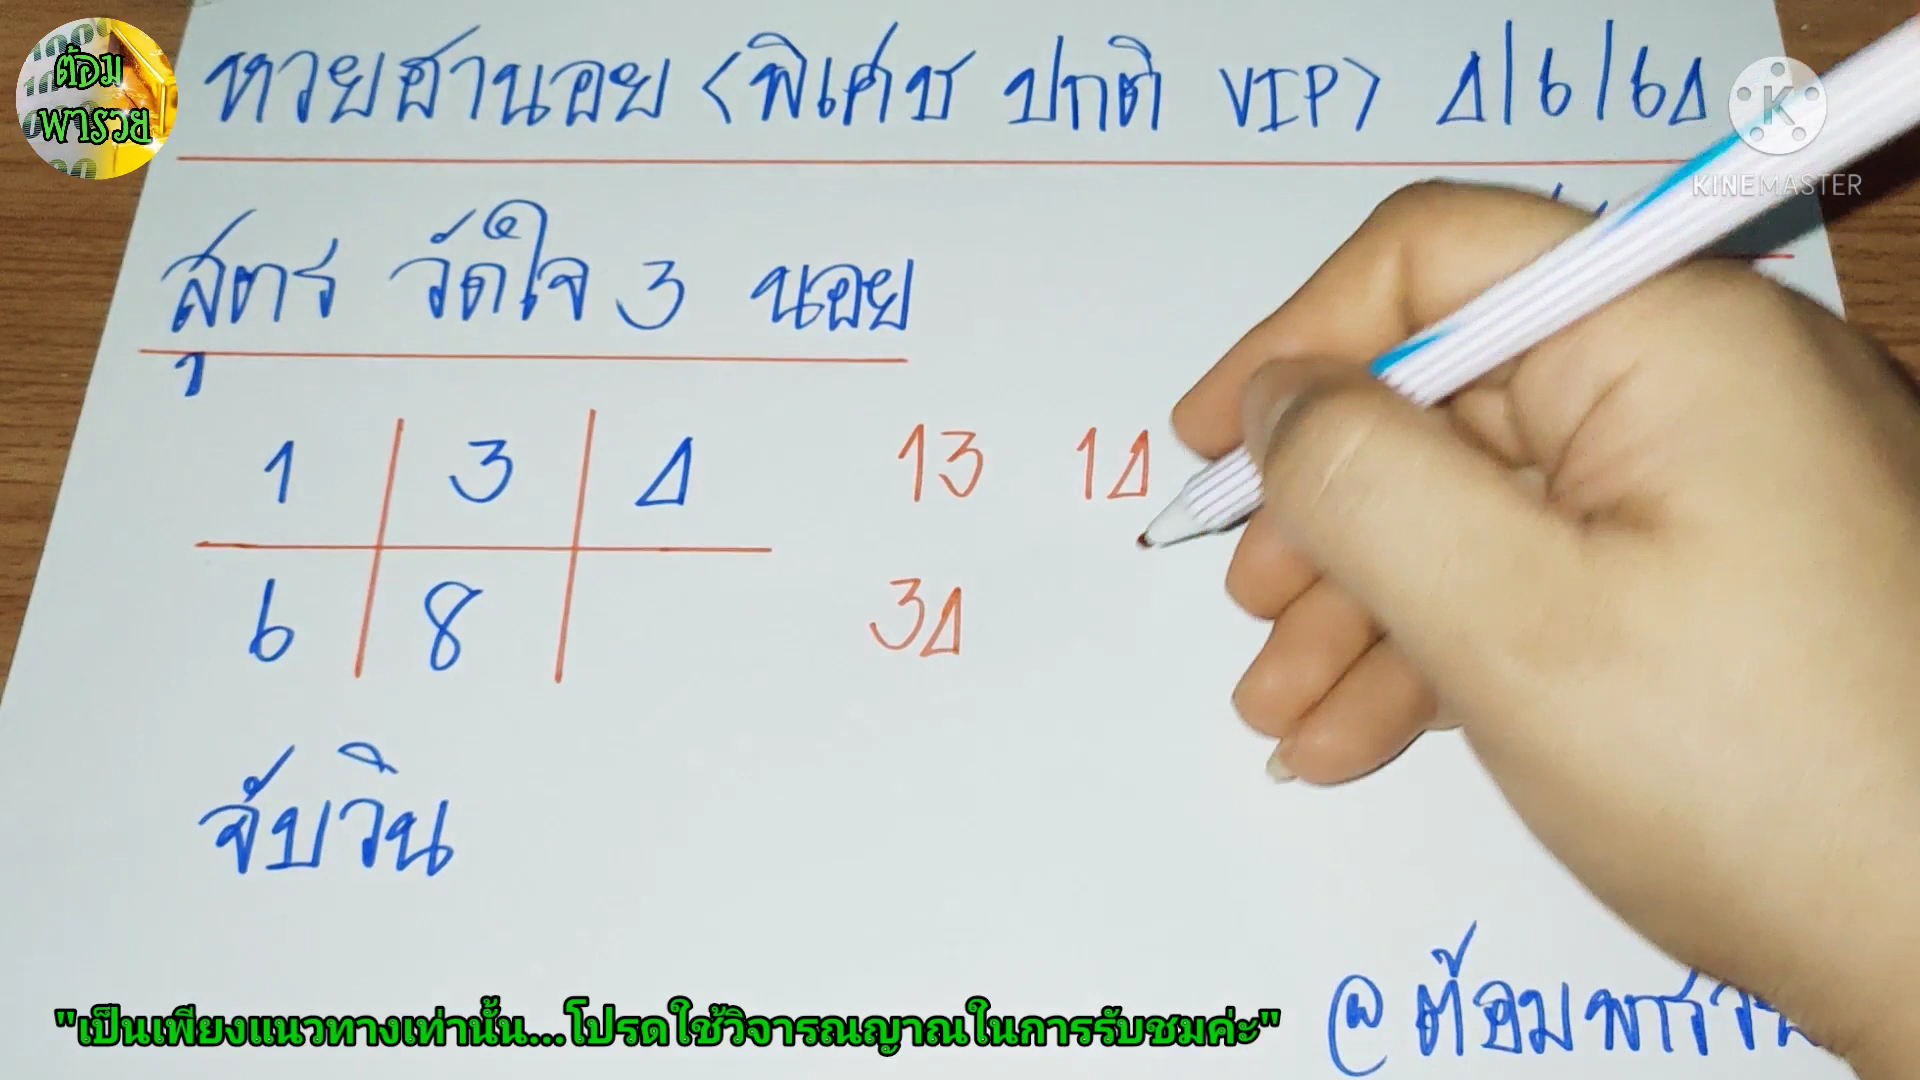 ต้อม
พารวย
หวยฮานอย <พิเศษ ปกติ VIP> 4/6/64
KINEMASTER
สูตร วัดใจ 3 นอย
1 3 4 13 14
6 8 34
จับวิน
@ต้อมพารวย
"เป็นเพียงแนวทางเท่านั้น...โปรดใช้วิจารณญาณในการรับชมค่ะ"